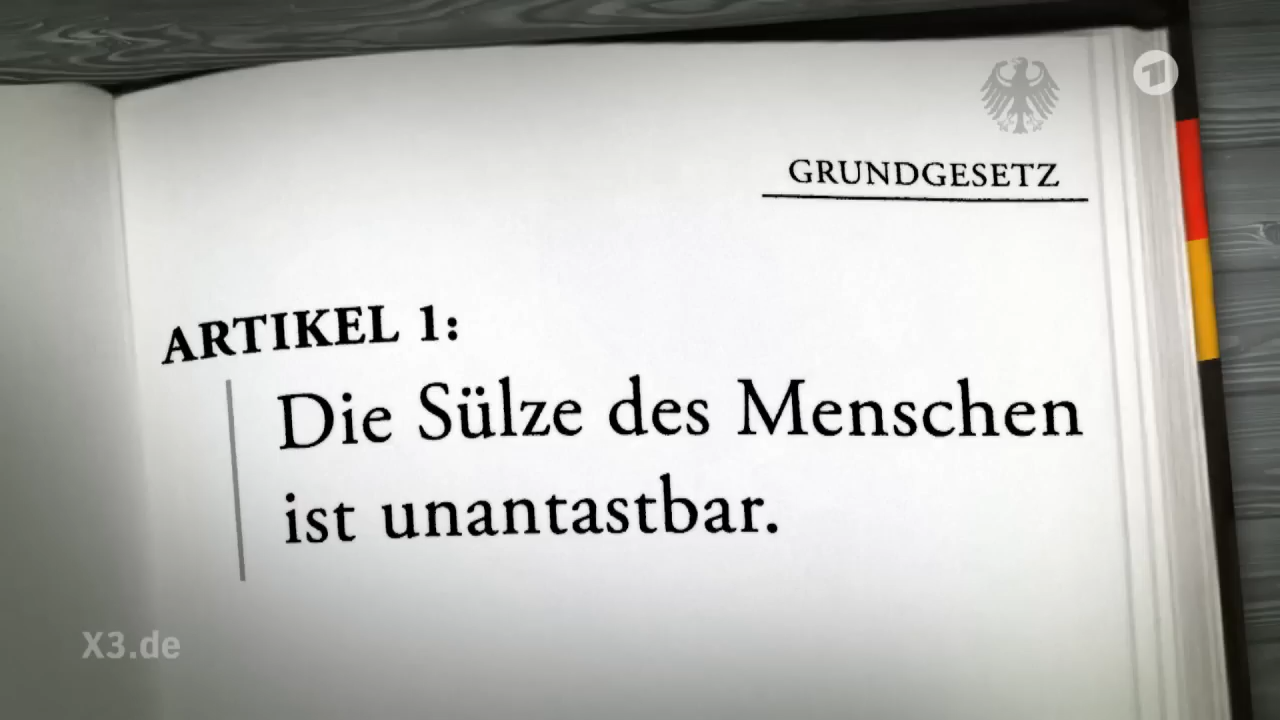 GRUNDGESETZ
ARTIKEL 1:
Die Sülze des Menschen
ist unantastbar.
X3.de